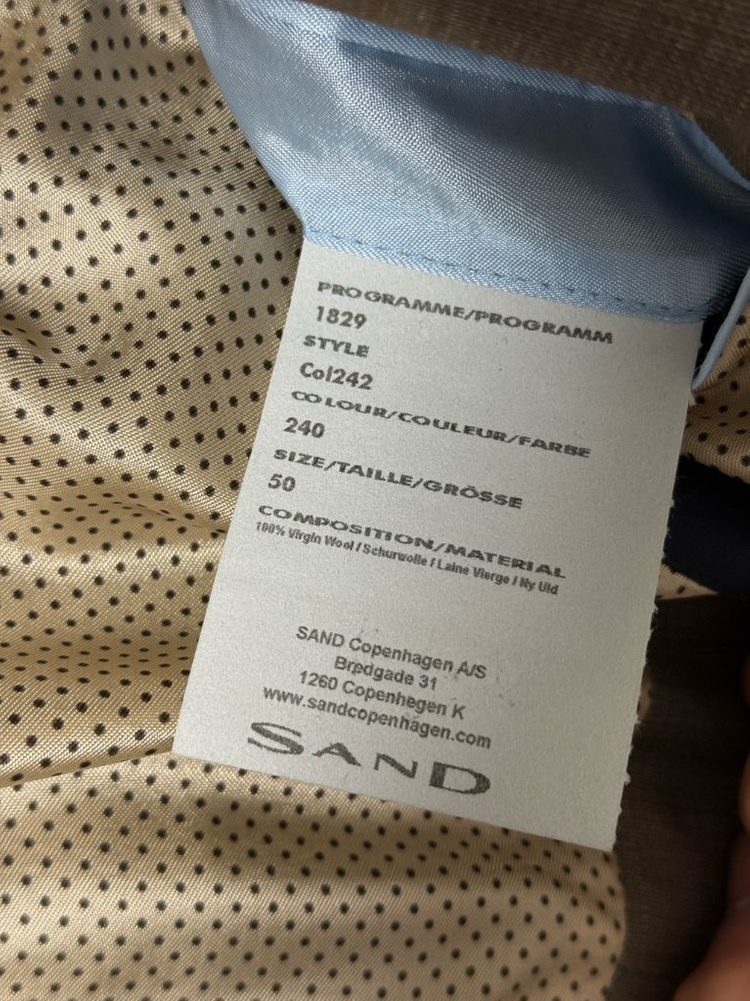 PROGRAMME/PROGRAMM
1829
STYLE
Col242
COLOUR/COULEUR/FARBE
240
SIZE/TAILLE/GRÖSSE
50
COMPOSITION/MATERIAL
100% Virgin Wool / Schurwolle / Laine Vierge / Ny Uld
SAND Copenhagen A/S
Bredgade 31
1260 Copenhegen K
www.sandcopenhagen.com
SAND